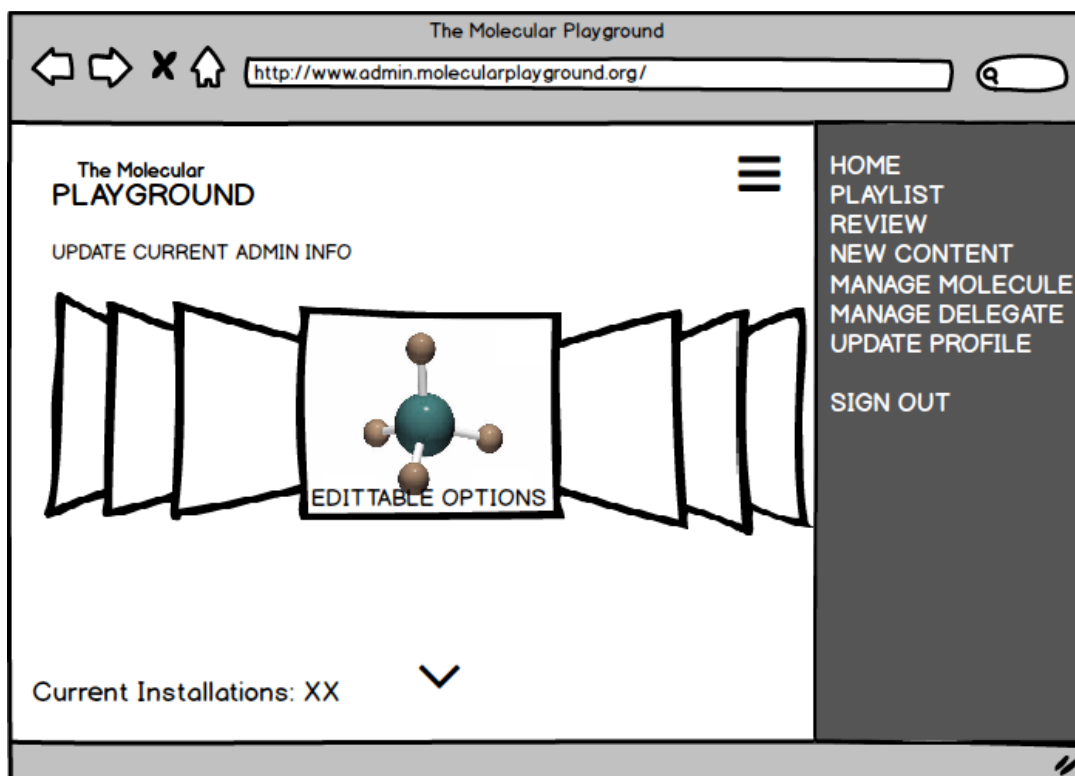 The Molecular Playground
http://www.admin.molecularplayground.org/
The Molecular
PLAYGROUND
UPDATE CURRENT ADMIN INFO
EDITTABLE OPTIONS
Current Installations: XX
HOME
PLAYLIST
REVIEW
NEW CONTENT
MANAGE MOLECULE
MANAGE DELEGATE
UPDATE PROFILE
SIGN OUT